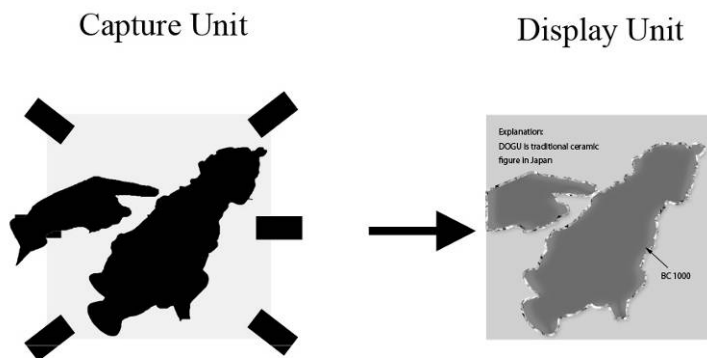 Capture Unit
Display Unit
Explanation:
DOGU is traditional ceramic
figure in Japan
BC 1000